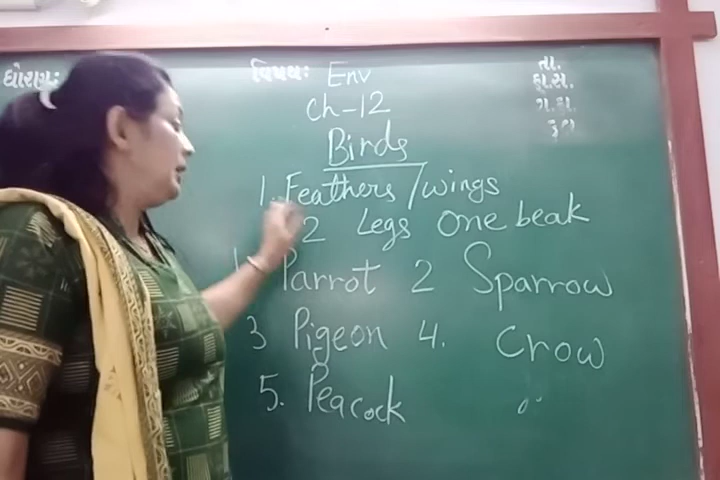 ધોરણ: વિષય: Env તા.
Ch-12 કુ.સ.
Birds ગ.હા.
1. Feathers / wings
2 Legs One beak
1 Parrot 2 Sparrow
3 Pigeon 4. Crow
5. Peacock